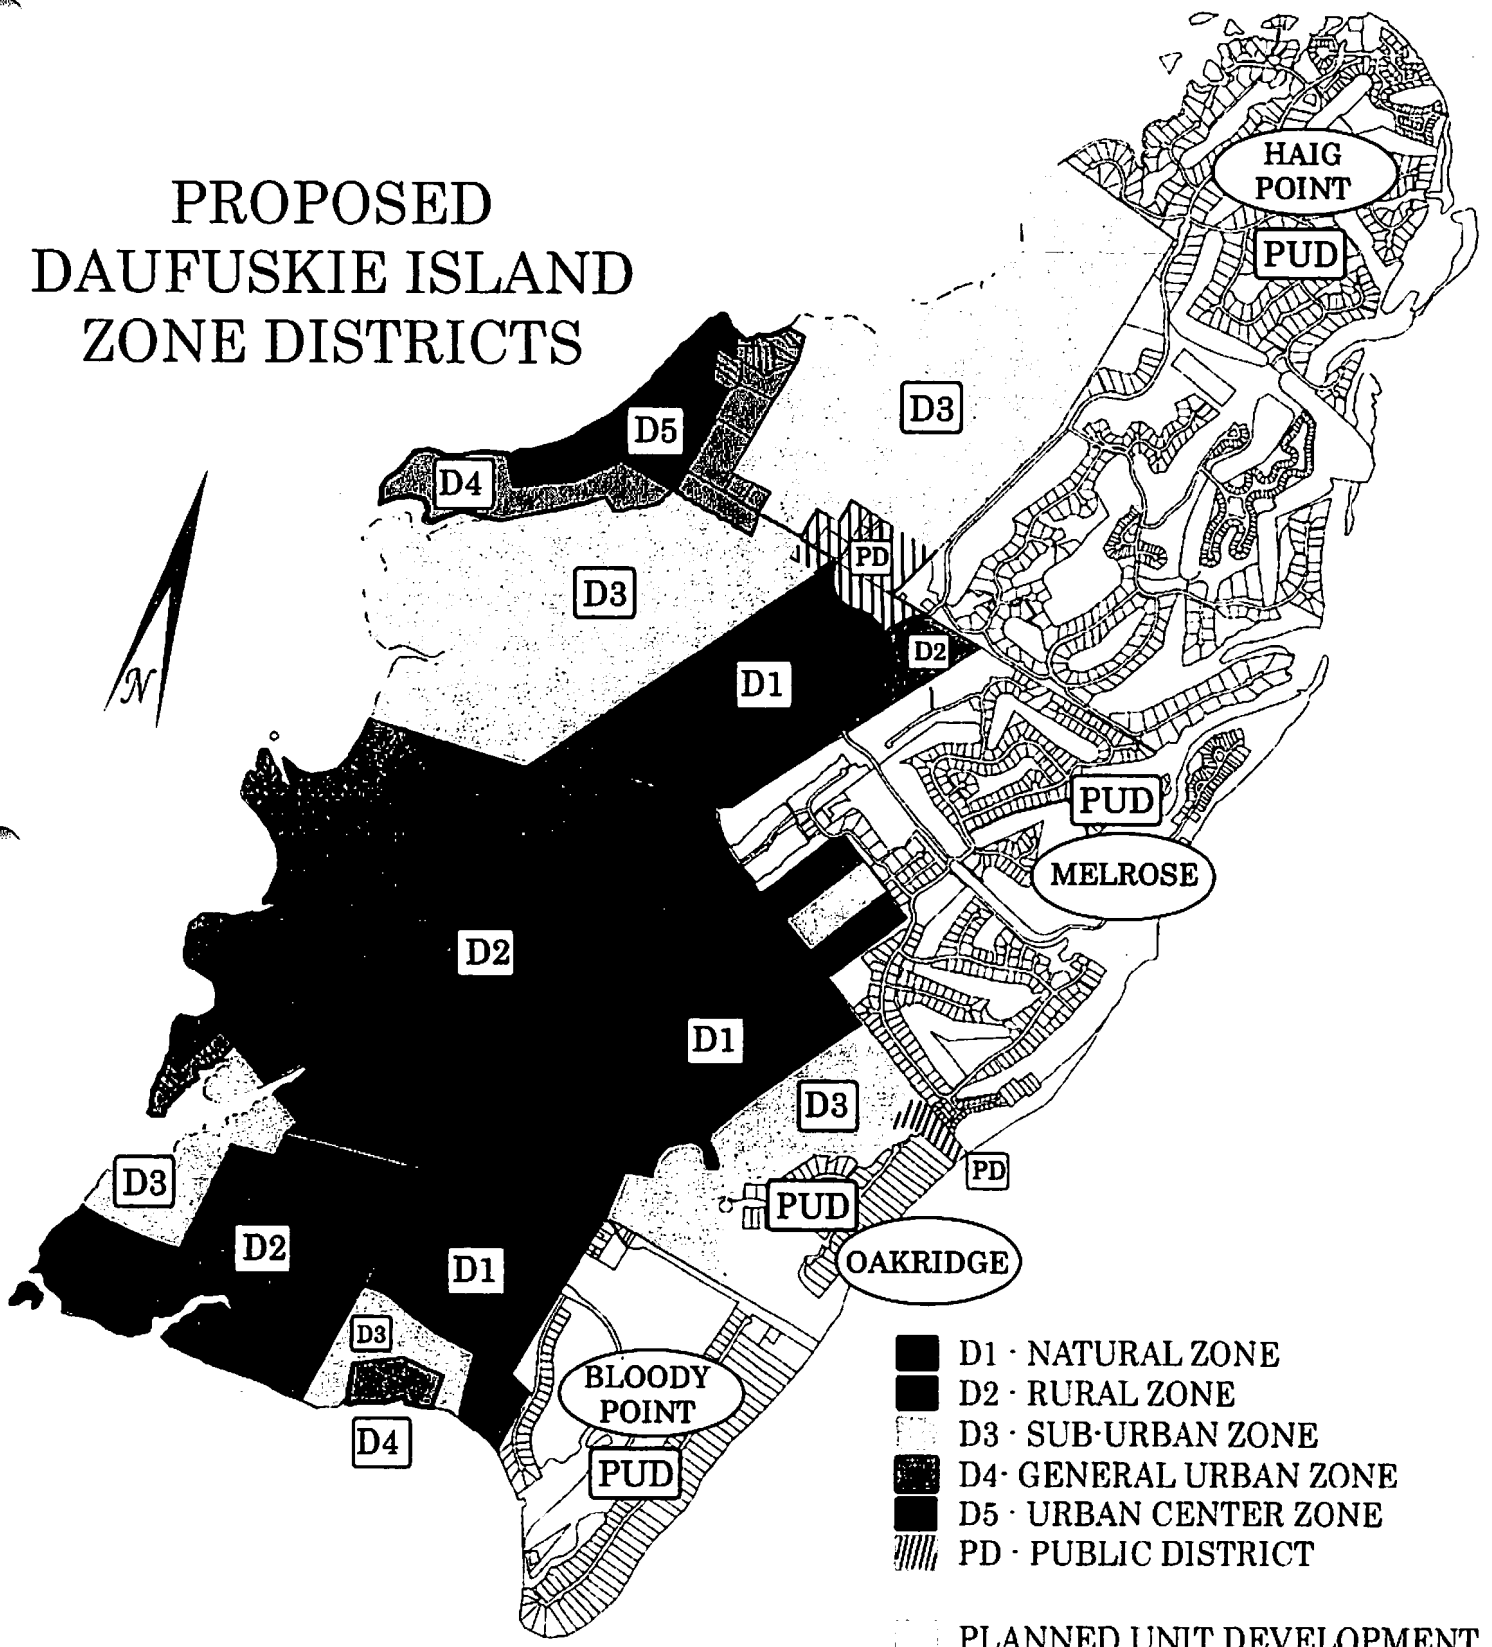 PROPOSED
DAUFUSKIE ISLAND
ZONE DISTRICTS
HAIG
POINT
PUD
D3
D5
D4
PD
D3
D2
D1
N
PUD
MELROSE
D2
D1
D3
PD
D3
PUD
D2
OAKRIDGE
D1
D3
BLOODY
POINT
D4
PUD
D1 · NATURAL ZONE
D2 · RURAL ZONE
D3 · SUB-URBAN ZONE
D4 · GENERAL URBAN ZONE
D5 · URBAN CENTER ZONE
PD · PUBLIC DISTRICT
PLANNED UNIT DEVELOPMENT